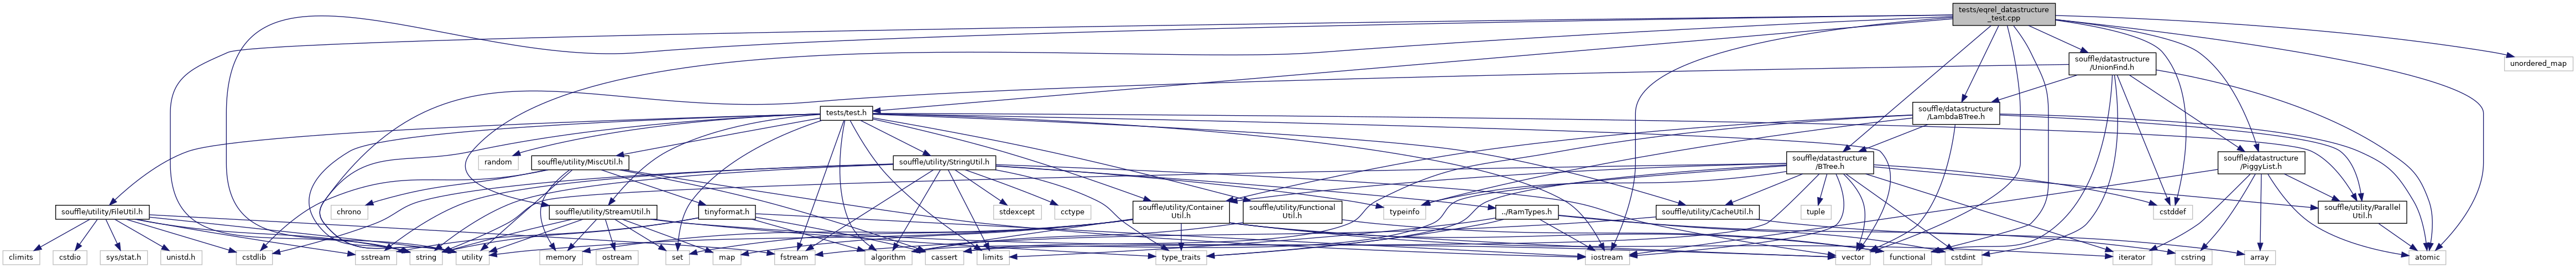 tests/eqrel_datastructure
_test.cpp
souffle/datastructure
/UnionFind.h
unordered_map
souffle/datastructure
/LambdaBTree.h
tests/test.h
random
souffle/utility/MiscUtil.h
souffle/utility/StringUtil.h
souffle/datastructure
/BTree.h
souffle/datastructure
/PiggyList.h
souffle/utility/FileUtil.h
chrono
souffle/utility/StreamUtil.h
tinyformat.h
stdexcept
cctype
souffle/utility/Container
Util.h
souffle/utility/Functional
Util.h
typeinfo
../RamTypes.h
souffle/utility/CacheUtil.h
tuple
cstddef
souffle/utility/Parallel
Util.h
climits
cstdio
sys/stat.h
unistd.h
cstdlib
sstream
string
utility
memory
ostream
set
map
fstream
algorithm
cassert
limits
type_traits
iostream
vector
functional
cstdint
iterator
cstring
array
atomic